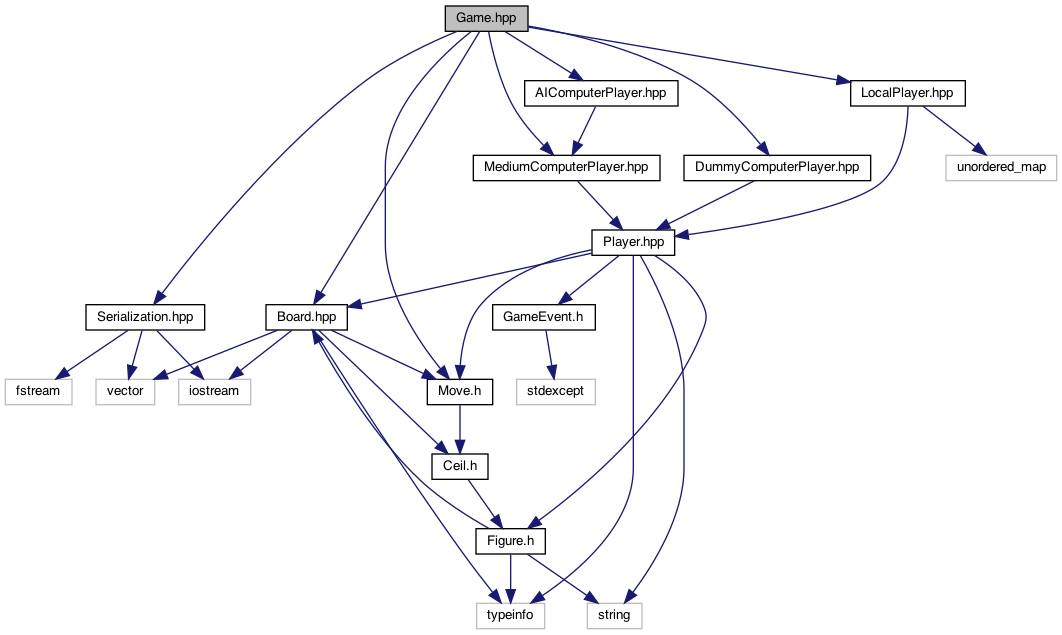 Game.hpp
AIComputerPlayer.hpp
LocalPlayer.hpp
MediumComputerPlayer.hpp
DummyComputerPlayer.hpp
unordered_map
Player.hpp
Serialization.hpp
Board.hpp
GameEvent.h
fstream
vector
iostream
Move.h
stdexcept
Ceil.h
Figure.h
typeinfo
string